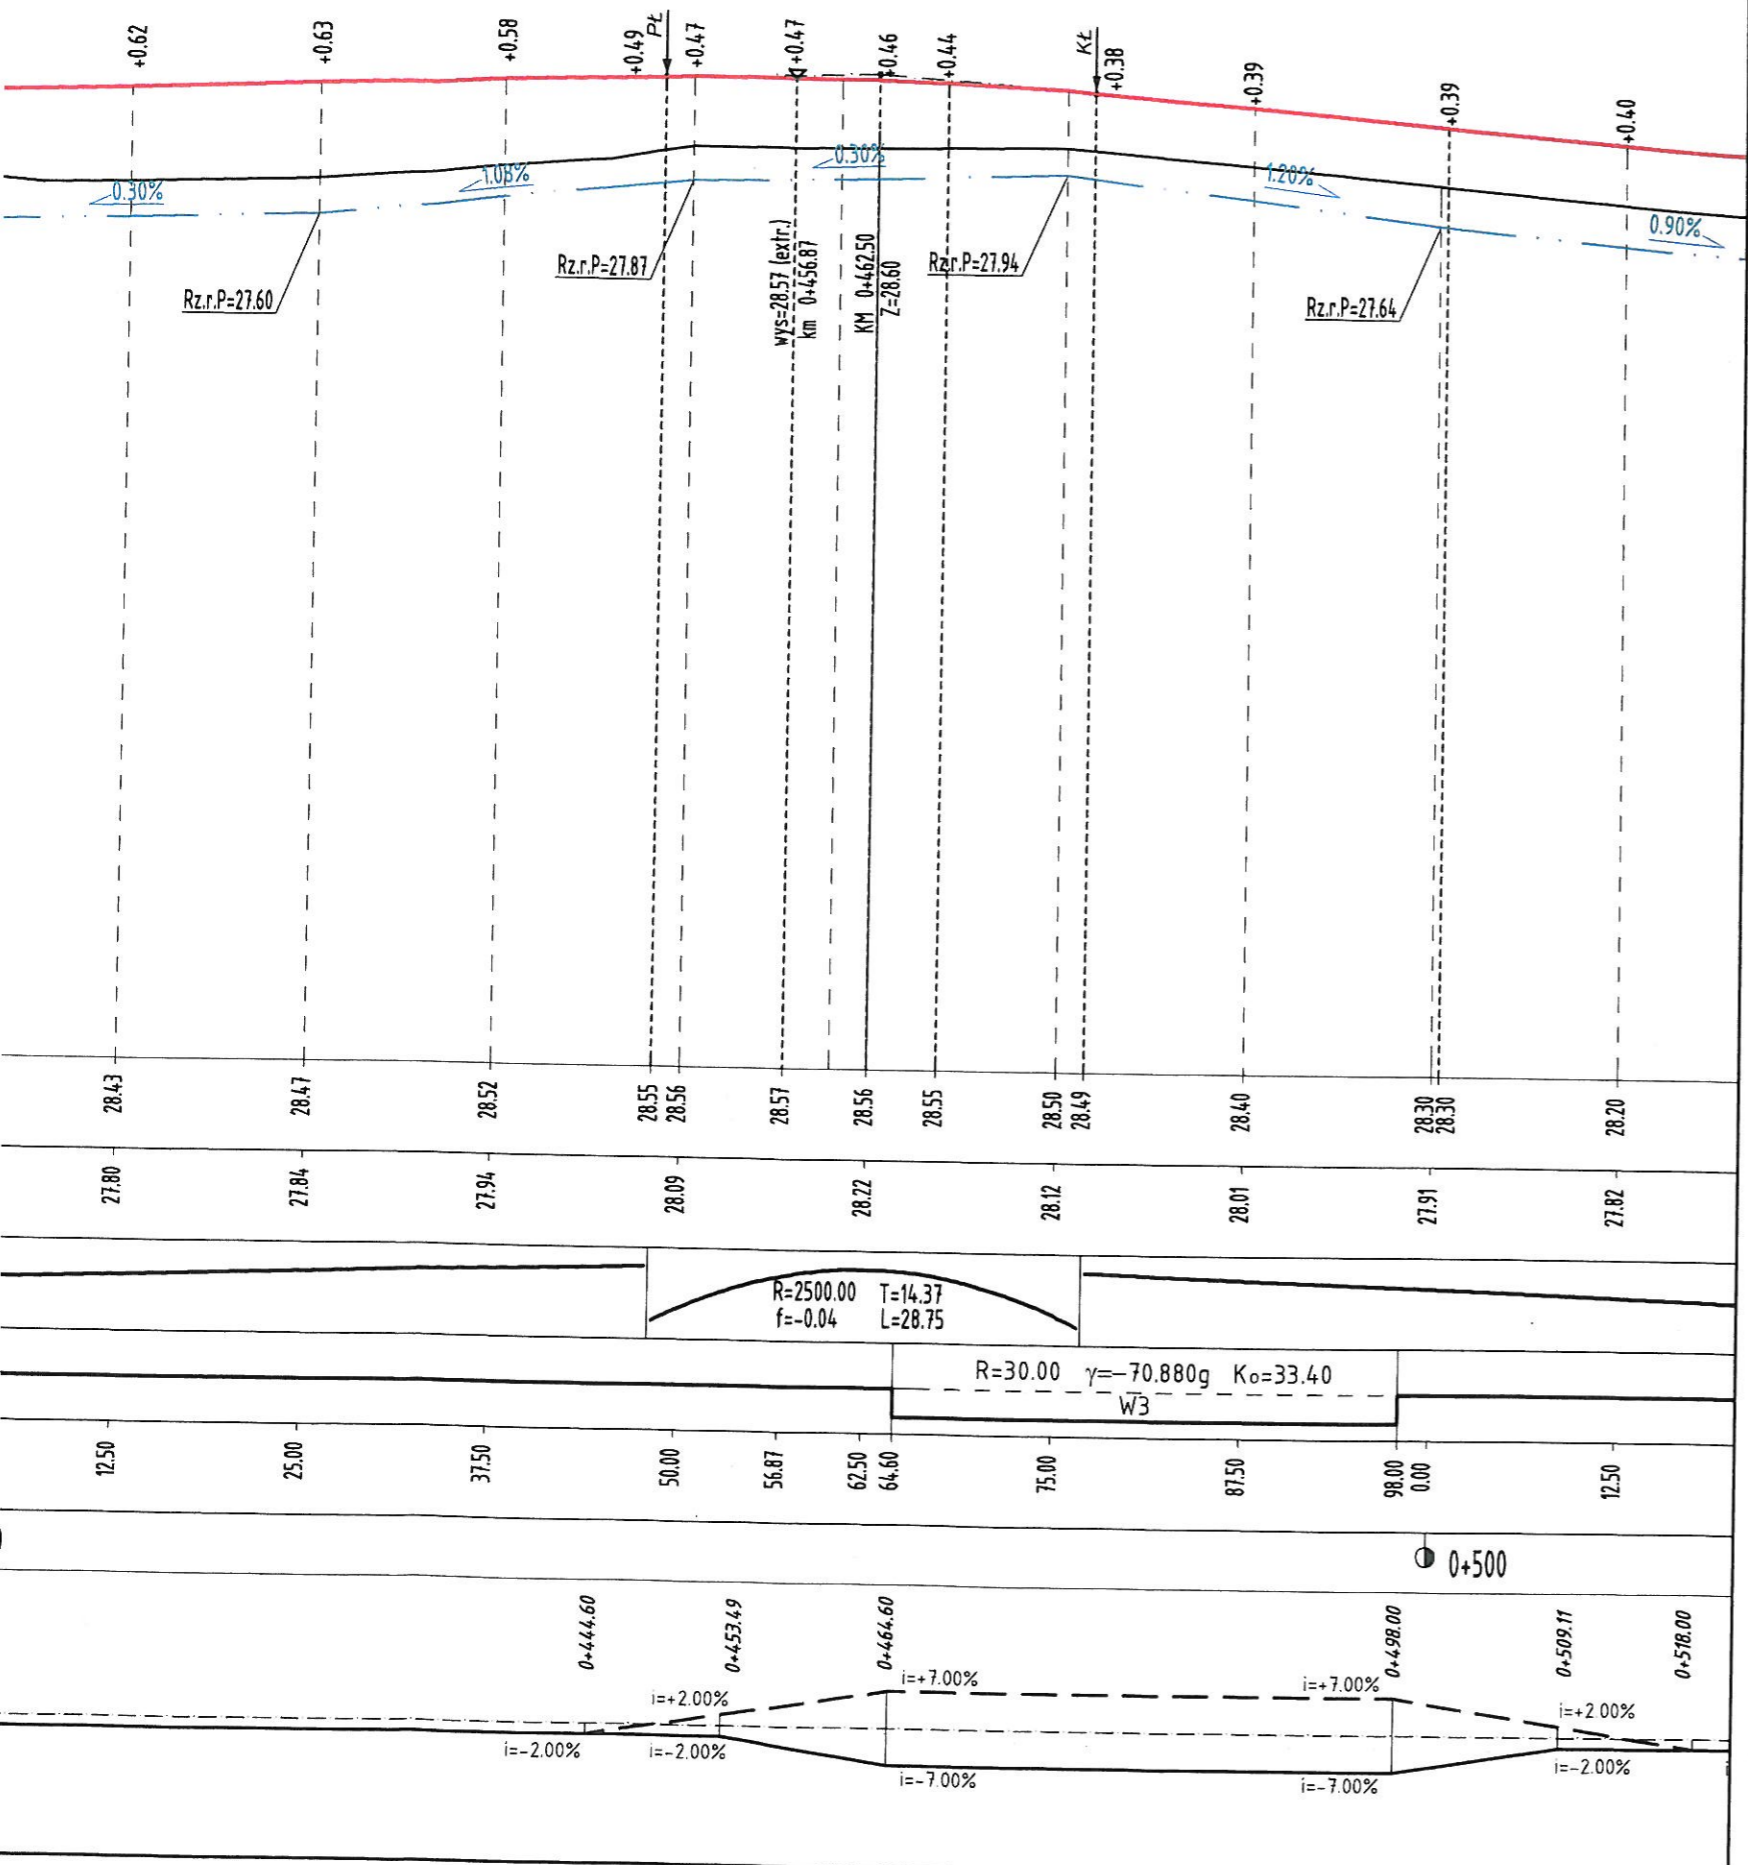 +0.62
+0.63
+0.58
+0.49
PŁ
+0.47
+0.47
+0.46
+0.44
KŁ
+0.38
+0.39
+0.39
+0.40
0.30%
1.08%
0.30%
1.20%
0.90%
Rz.r.P=27.60
Rz.r.P=27.87
wys=28.57 (extr.)
km 0+456.87
KM 0+462.50
Z=28.60
Rz.r.P=27.94
Rz.r.P=27.64
28.43
28.47
28.52
28.55
28.56
28.57
28.56
28.55
28.50
28.49
28.40
28.30
28.30
28.20
27.80
27.84
27.94
28.09
28.22
28.12
28.01
27.91
27.82
R=2500.00 T=14.37
f=-0.04 L=28.75
R=30.00 γ=-70.880g Ko=33.40
W3
12.50
25.00
37.50
50.00
56.87
62.50
64.60
75.00
87.50
98.00
0.00
12.50
0+500
0+444.60
0+453.49
0+464.60
0+498.00
0+509.11
0+518.00
i=+2.00%
i=+7.00%
i=+7.00%
i=+2.00%
i=-2.00%
i=-2.00%
i=-7.00%
i=-7.00%
i=-2.00%